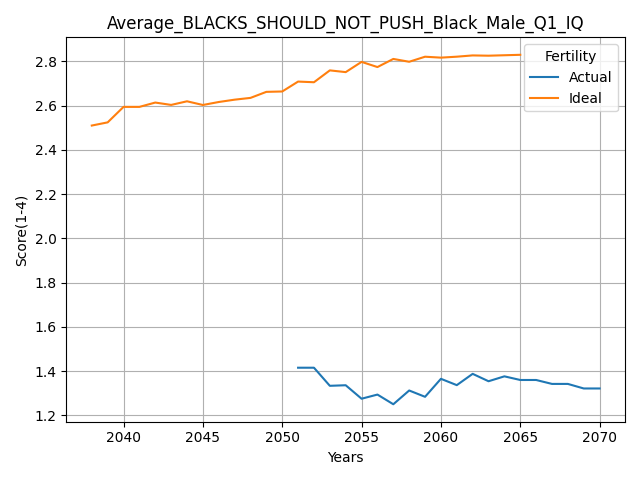 Average_BLACKS_SHOULD_NOT_PUSH_Black_Male_Q1_IQ
Score(1-4)
2.8
2.6
2.4
2.2
2.0
1.8
1.6
1.4
1.2
Fertility
Actual
Ideal
2040 2045 2050 2055 2060 2065 2070
Years